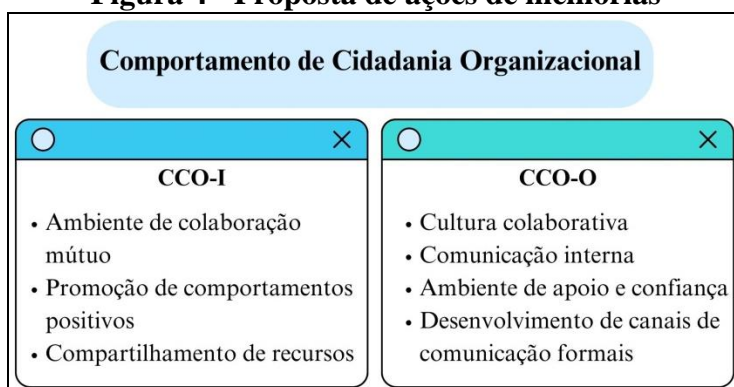 Comportamento de Cidadania Organizacional
CCO-I
• Ambiente de colaboração
mútuo
• Promoção de comportamentos
positivos
• Compartilhamento de recursos
CCO-O
• Cultura colaborativa
• Comunicação interna
• Ambiente de apoio e confiança
• Desenvolvimento de canais de
comunicação formais